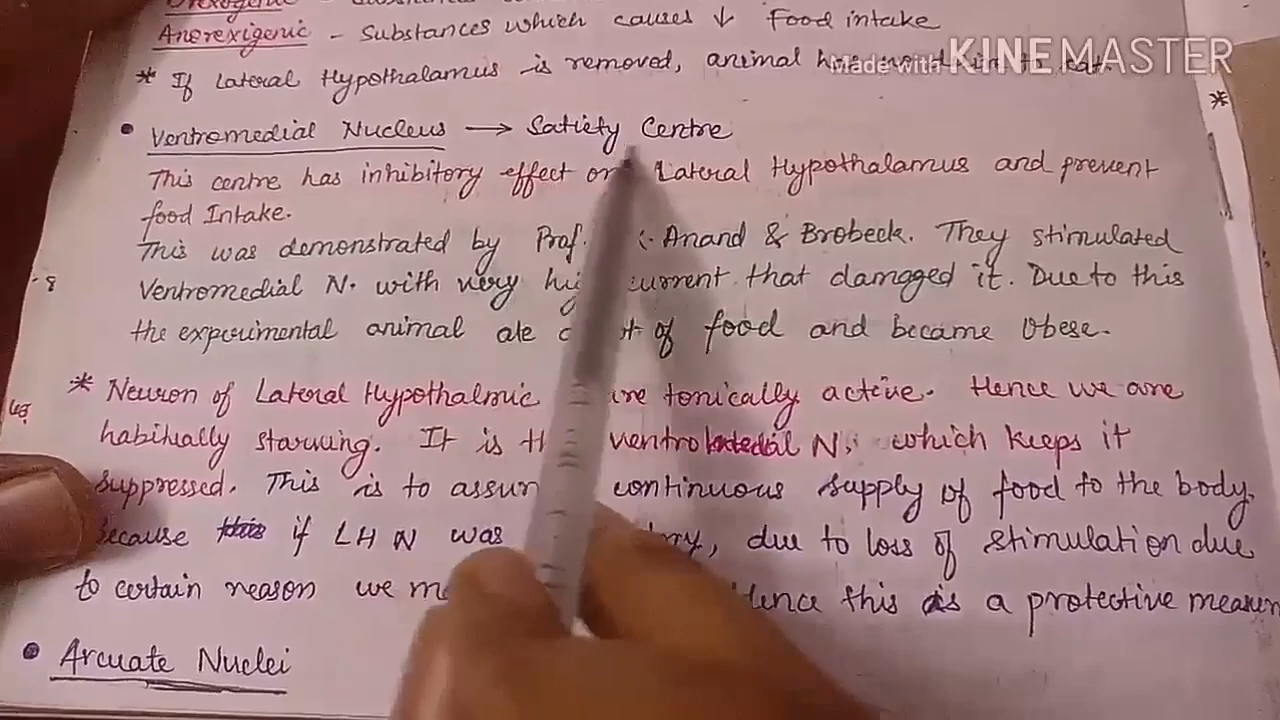 Anorexigenic - Substances which causes ↓ Food intake
made with KINEMASTER
* If Lateral Hypothalamus is removed, animal
*
• Ventromedial Nucleus → Satiety Centre
This centre has inhibitory effect on Lateral Hypothalamus and prevent
food Intake.
This was demonstrated by Prof. Anand & Brobeck. They stimulated
Ventromedial N. with very current that damaged it. Due to this
the experimental animal ate of food and became Obese.
* Neuron of Lateral Hypothalmic tonically active. Hence we are
habitually starving. It is ventromedial N. which keeps it
suppressed. This is to continuous supply of food to the body.
Because if LHN was due to loss of stimulation due
to certain reason we Hence this is a protective
• Arcuate Nuclei